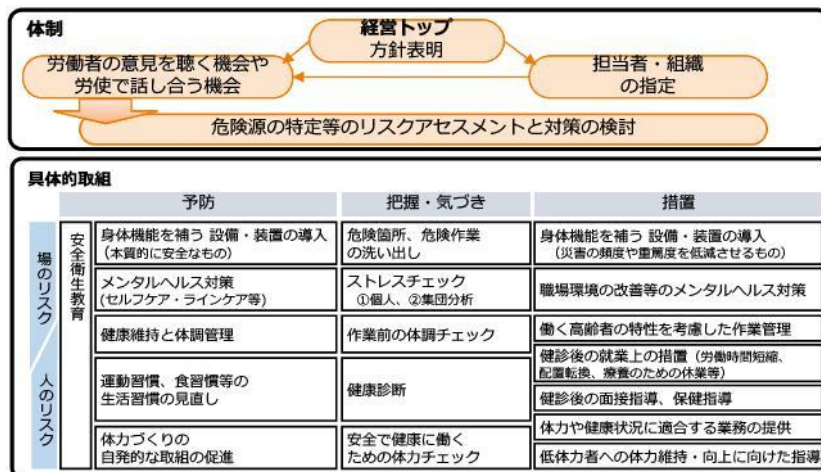 体制
経営トップ
方針表明
労働者の意見を聴く機会や
労使で話し合う機会
担当者・組織
の指定
危険源の特定等のリスクアセスメントと対策の検討
具体的取組
予防
把握・気づき
措置
場のリスク
人のリスク
安全衛生教育
身体機能を補う 設備・装置の導入
(本質的に安全なもの)
危険箇所、危険作業
の洗い出し
身体機能を補う 設備・装置の導入
(災害の頻度や重篤度を低減させるもの)
メンタルヘルス対策
(セルフケア・ラインケア等)
ストレスチェック
①個人、②集団分析
職場環境の改善等のメンタルヘルス対策
健康維持と体調管理
作業前の体調チェック
働く高齢者の特性を考慮した作業管理
運動習慣、食習慣等の
生活習慣の見直し
健康診断
健診後の就業上の措置(労働時間短縮、
配置転換、療養のための休業等)
健診後の面接指導、保健指導
体力づくりの
自発的な取組の促進
安全で健康に働く
ための体力チェック
体力や健康状況に適合する業務の提供
低体力者への体力維持・向上に向けた指導